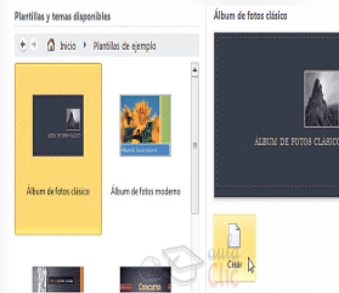 Plantillas y temas disponibles
Inicio
Plantillas de ejemplo
Álbum de fotos clásico
Álbum de fotos moderno
Concurso
Álbum de fotos clásico
ÁLBUM DE FOTOS CLÁSICO
Crear
aula
CliC